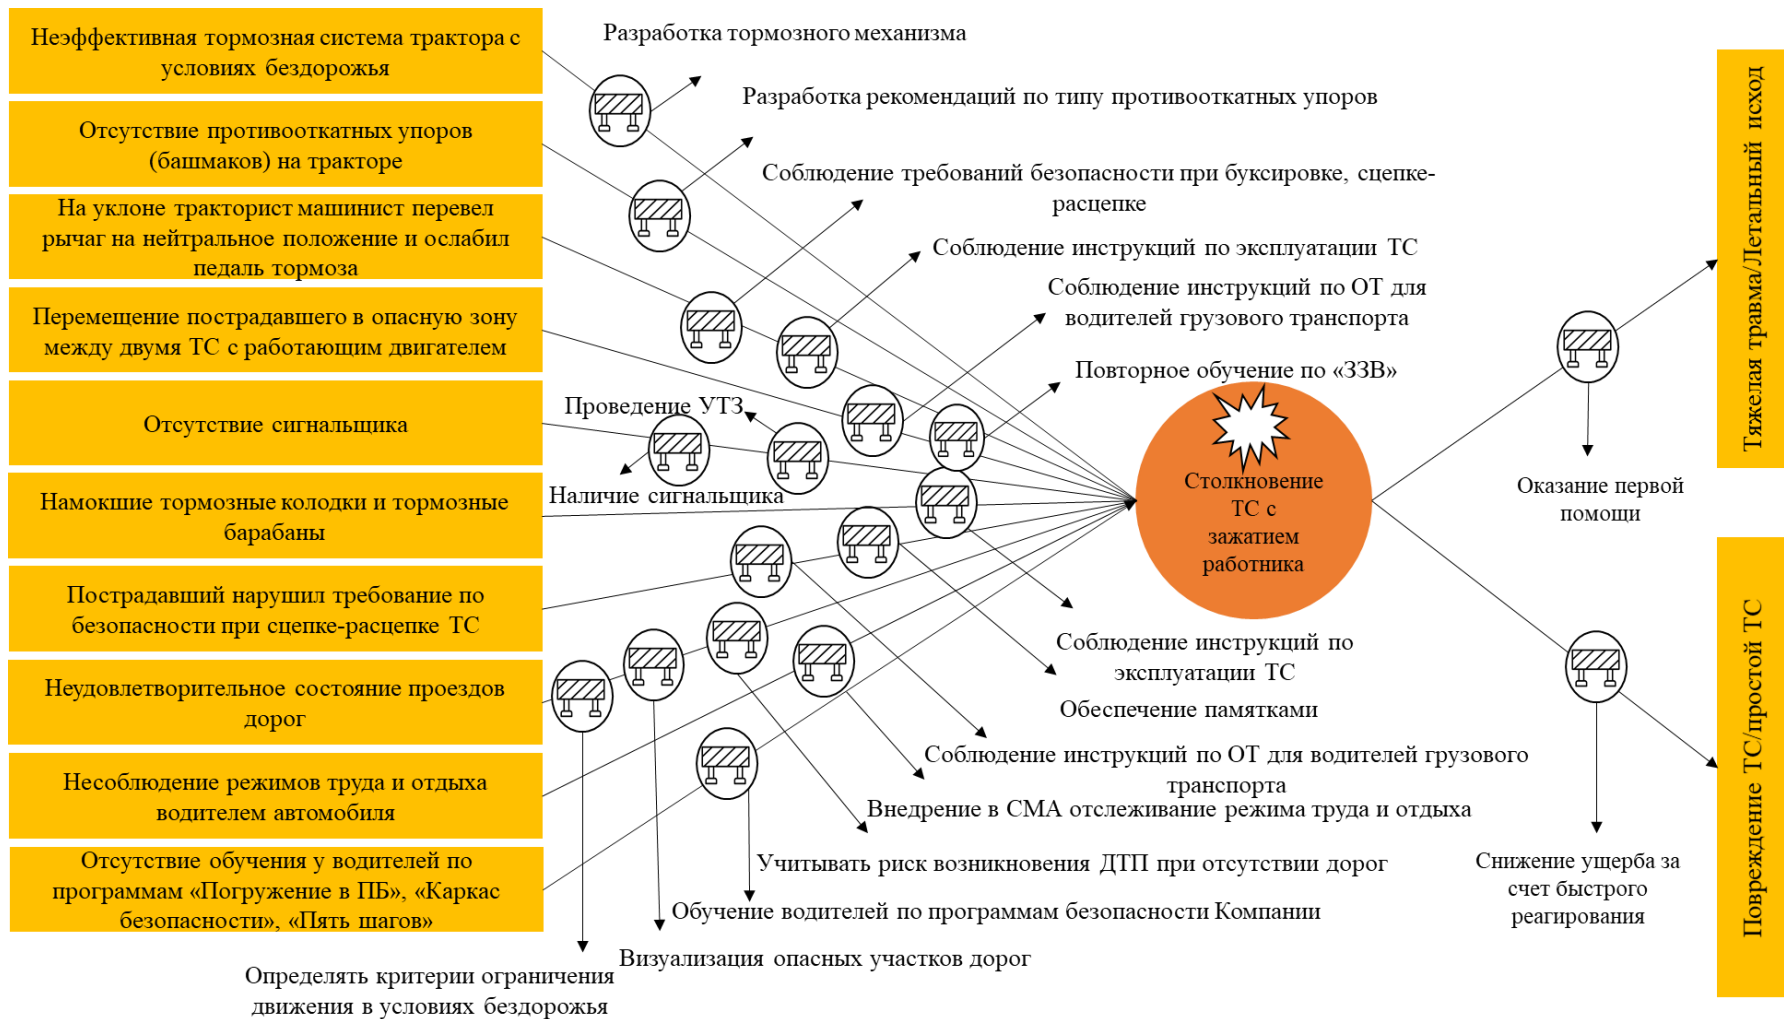 Неэффективная тормозная система трактора с
условиях бездорожья
Отсутствие противооткатных упоров
(башмаков) на тракторе
На уклоне тракторист машинист перевел
рычаг на нейтральное положение и ослабил
педаль тормоза
Перемещение пострадавшего в опасную зону
между двумя ТС с работающим двигателем
Отсутствие сигнальщика
Намокшие тормозные колодки и тормозные
барабаны
Пострадавший нарушил требование по
безопасности при сцепке-расцепке ТС
Неудовлетворительное состояние проездов
дорог
Несоблюдение режимов труда и отдыха
водителем автомобиля
Отсутствие обучения у водителей по
программам «Погружение в ПБ», «Каркас
безопасности», «Пять шагов»
Разработка тормозного механизма
Разработка рекомендаций по типу противооткатных упоров
Соблюдение требований безопасности при буксировке, сцепке-
расцепке
Соблюдение инструкций по эксплуатации ТС
Соблюдение инструкций по ОТ для
водителей грузового транспорта
Повторное обучение по «ЗЗВ»
Проведение УТЗ
Наличие сигнальщика
Столкновение
ТС с
зажатием
работника
Соблюдение инструкций по
эксплуатации ТС
Обеспечение памятками
Соблюдение инструкций по ОТ для водителей грузового
транспорта
Внедрение в СМА отслеживание режима труда и отдыха
Учитывать риск возникновения ДТП при отсутствии дорог
Обучение водителей по программам безопасности Компании
Визуализация опасных участков дорог
Определять критерии ограничения
движения в условиях бездорожья
Оказание первой
помощи
Снижение ущерба за
счет быстрого
реагирования
Тяжелая травма/Летальный исход
Повреждение ТС/простой ТС